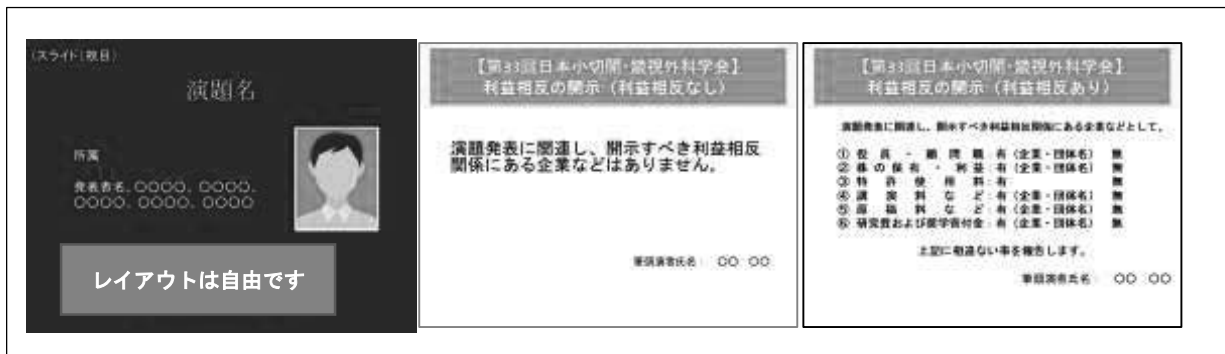 (スライド1枚目)
演題名
所属
発表者名, 〇〇〇〇, 〇〇〇〇,
〇〇〇〇, 〇〇〇〇, 〇〇〇〇
レイアウトは自由です
【第33回日本小切開・鏡視外科学会】
利益相反の開示(利益相反なし)
演題発表に関連し、開示すべき利益相反
関係にある企業などはありません。
筆頭演者氏名: 〇〇 〇〇
【第33回日本小切開・鏡視外科学会】
利益相反の開示(利益相反あり)
演題発表に関連し、開示すべき利益相反関係にある企業などとして、
① 役員・顧問職:有(企業・団体名) 無
② 株の保有・利益:有(企業・団体名) 無
③ 特許使用料:有 無
④ 講演料など:有(企業・団体名) 無
⑤ 原稿料など:有(企業・団体名) 無
⑥ 研究費および奨学寄付金:有(企業・団体名) 無
上記に相違ない事を報告します。
筆頭演者氏名: 〇〇 〇〇